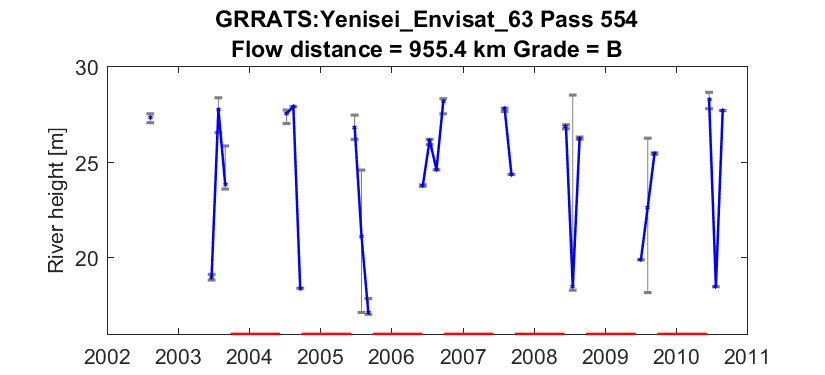 GRRATS:Yenisei_Envisat_63 Pass 554
Flow distance = 955.4 km Grade = B
River height [m]
30
25
20
2002 2003 2004 2005 2006 2007 2008 2009 2010 2011